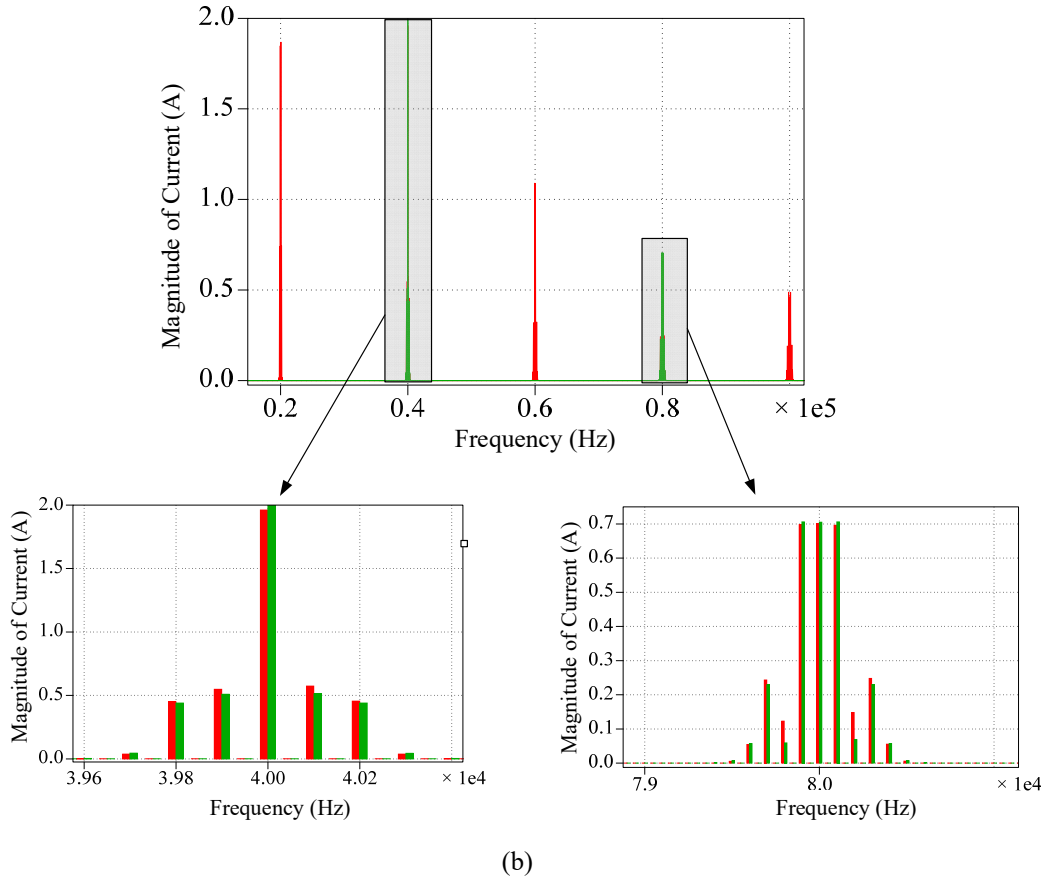 2.0
1.5
1.0
0.5
0.0
Magnitude of Current (A)
0.2 0.4 0.6 0.8 × 1e5
Frequency (Hz)
2.0
1.5
1.0
0.5
0.0
Magnitude of Current (A)
3.96 3.98 4.00 4.02 × 1e4
Frequency (Hz)
0.7
0.6
0.5
0.4
0.3
0.2
0.1
0.0
Magnitude of Current (A)
7.9 8.0 × 1e4
Frequency (Hz)
(b)